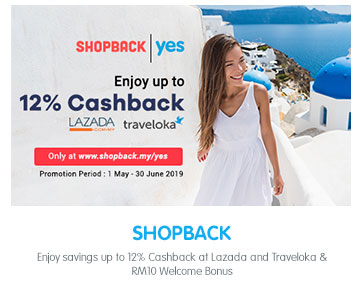 SHOPBACK | yes
Enjoy up to
12% Cashback
LAZADA traveloka
Only at www.shopback.my/yes
Promotion Period : 1 May - 30 June 2019
SHOPBACK
Enjoy savings up to 12% Cashback at Lazada and Traveloka &
RM10 Welcome Bonus